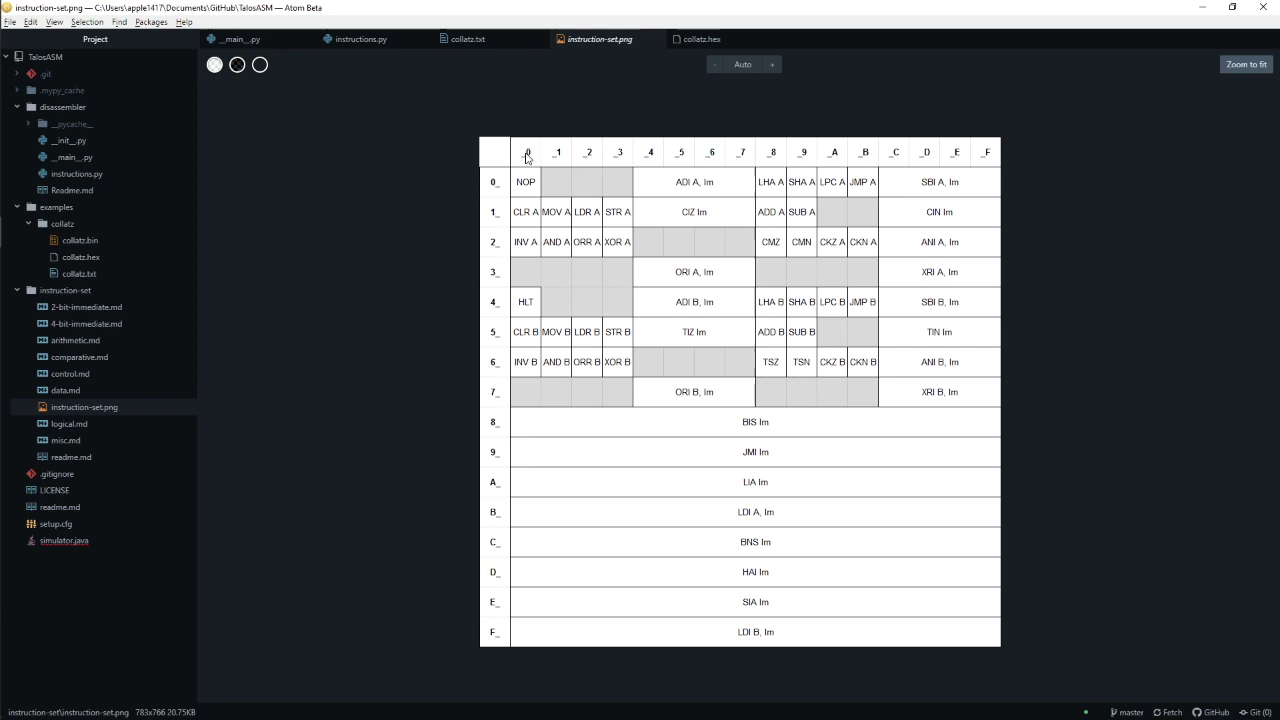 instruction-set.png — C:\Users\apple1417\Documents\GitHub\TalosASM — Atom Beta
File Edit View Selection Find Packages Help
Project
__main__.py
instructions.py
collatz.txt
instruction-set.png
collatz.hex
- Auto +
Zoom to fit
TalosASM
.git
.mypy_cache
disassembler
__pycache__
__init__.py
__main__.py
instructions.py
Readme.md
examples
collatz
collatz.bin
collatz.hex
collatz.txt
instruction-set
2-bit-immediate.md
4-bit-immediate.md
arithmetic.md
comparative.md
control.md
data.md
instruction-set.png
logical.md
misc.md
readme.md
.gitignore
LICENSE
readme.md
setup.cfg
simulator.java
_0 _1 _2 _3 _4 _5 _6 _7 _8 _9 _A _B _C _D _E _F
0_ NOP ADI A, Im LHA A SHA A LPC A JMP A SBI A, Im
1_ CLR A MOV A LDR A STR A CIZ Im ADD A SUB A CIN Im
2_ INV A AND A ORR A XOR A CMZ CMN CKZ A CKN A ANI A, Im
3_ ORI A, Im XRI A, Im
4_ HLT ADI B, Im LHA B SHA B LPC B JMP B SBI B, Im
5_ CLR B MOV B LDR B STR B TIZ Im ADD B SUB B TIN Im
6_ INV B AND B ORR B XOR B TSZ TSN CKZ B CKN B ANI B, Im
7_ ORI B, Im XRI B, Im
8_ BIS Im
9_ JMI Im
A_ LIA Im
B_ LDI A, Im
C_ BNS Im
D_ HAI Im
E_ SIA Im
F_ LDI B, Im
instruction-set\instruction-set.png 783x766 20.75KB
master Fetch GitHub Git (0)